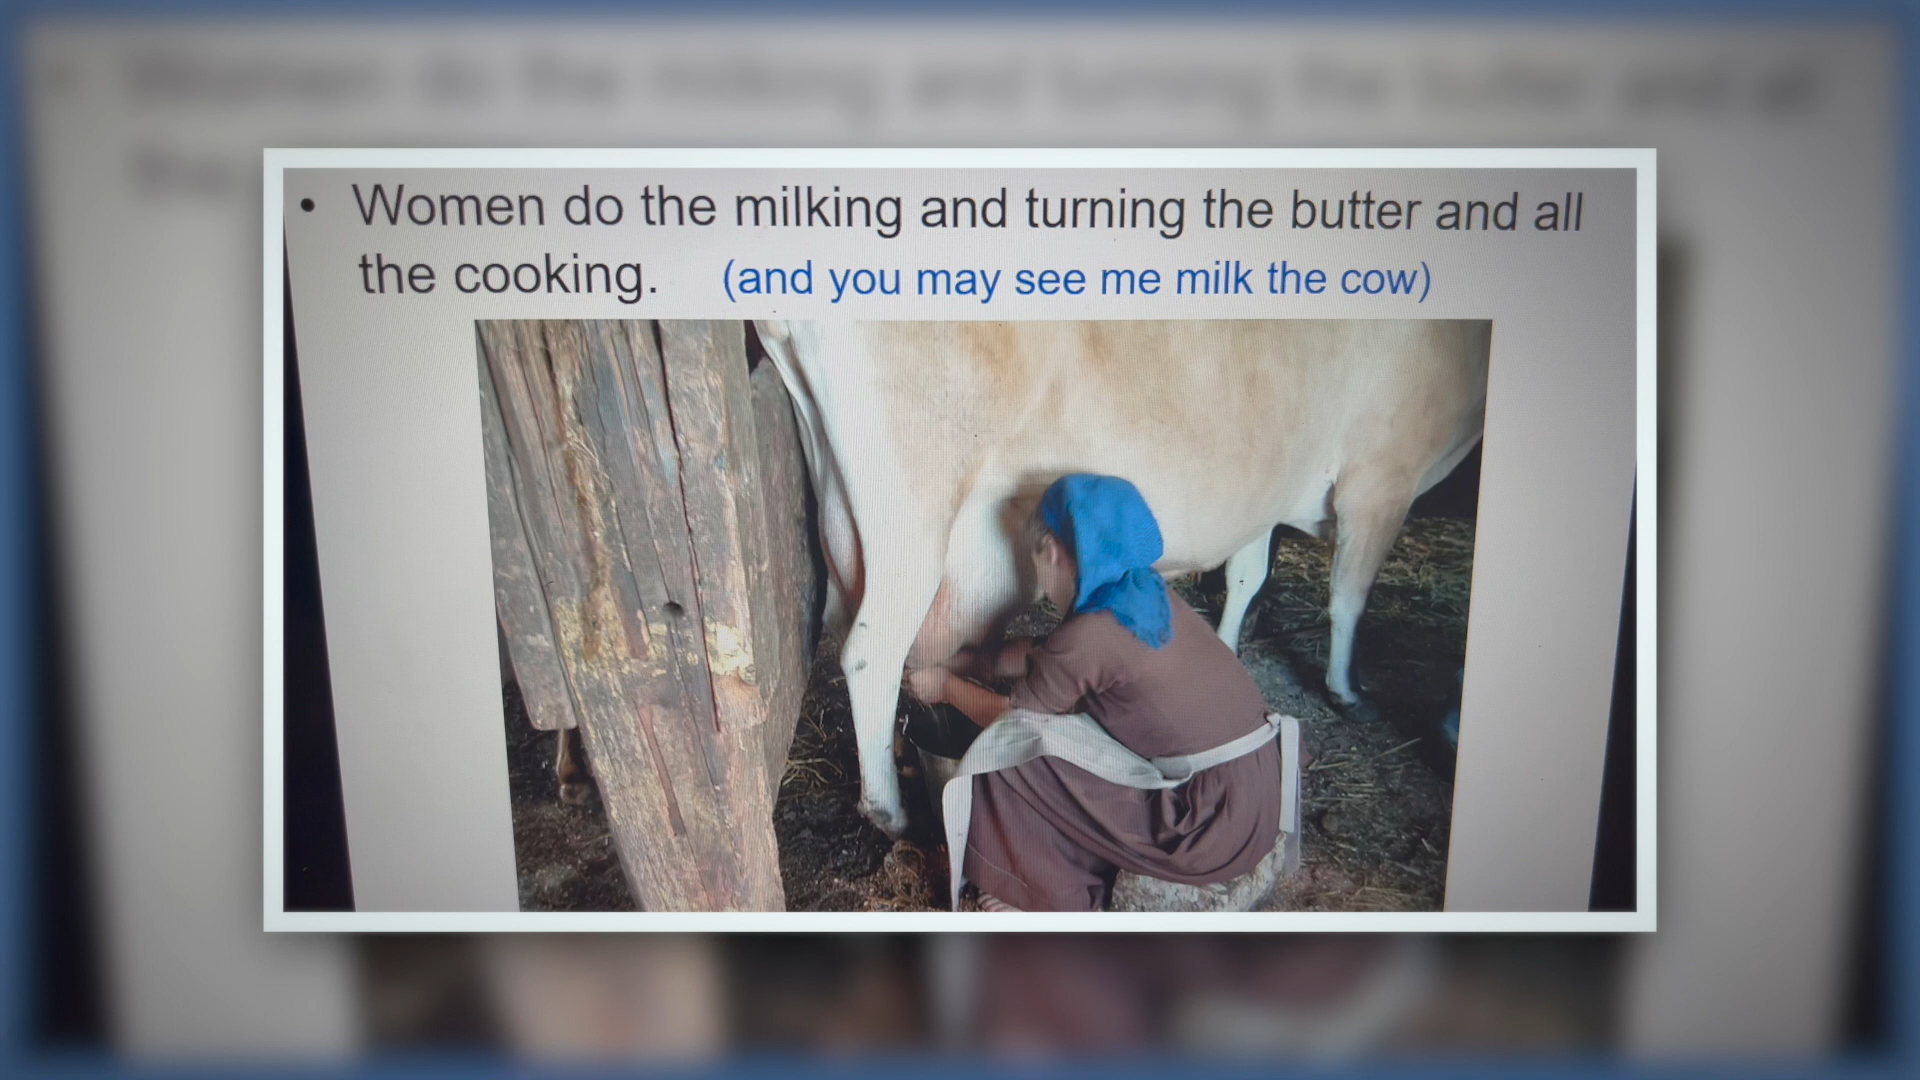 • Women do the milking and turning the butter and all
the cooking. (and you may see me milk the cow)